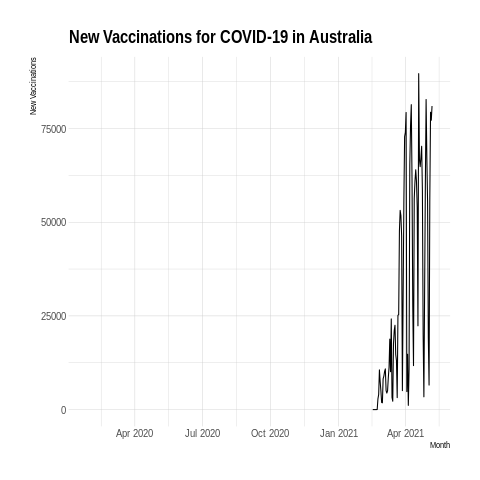 New Vaccinations for COVID-19 in Australia
New Vaccinations
75000
50000
25000
0
Apr 2020 Jul 2020 Oct 2020 Jan 2021 Apr 2021
Month